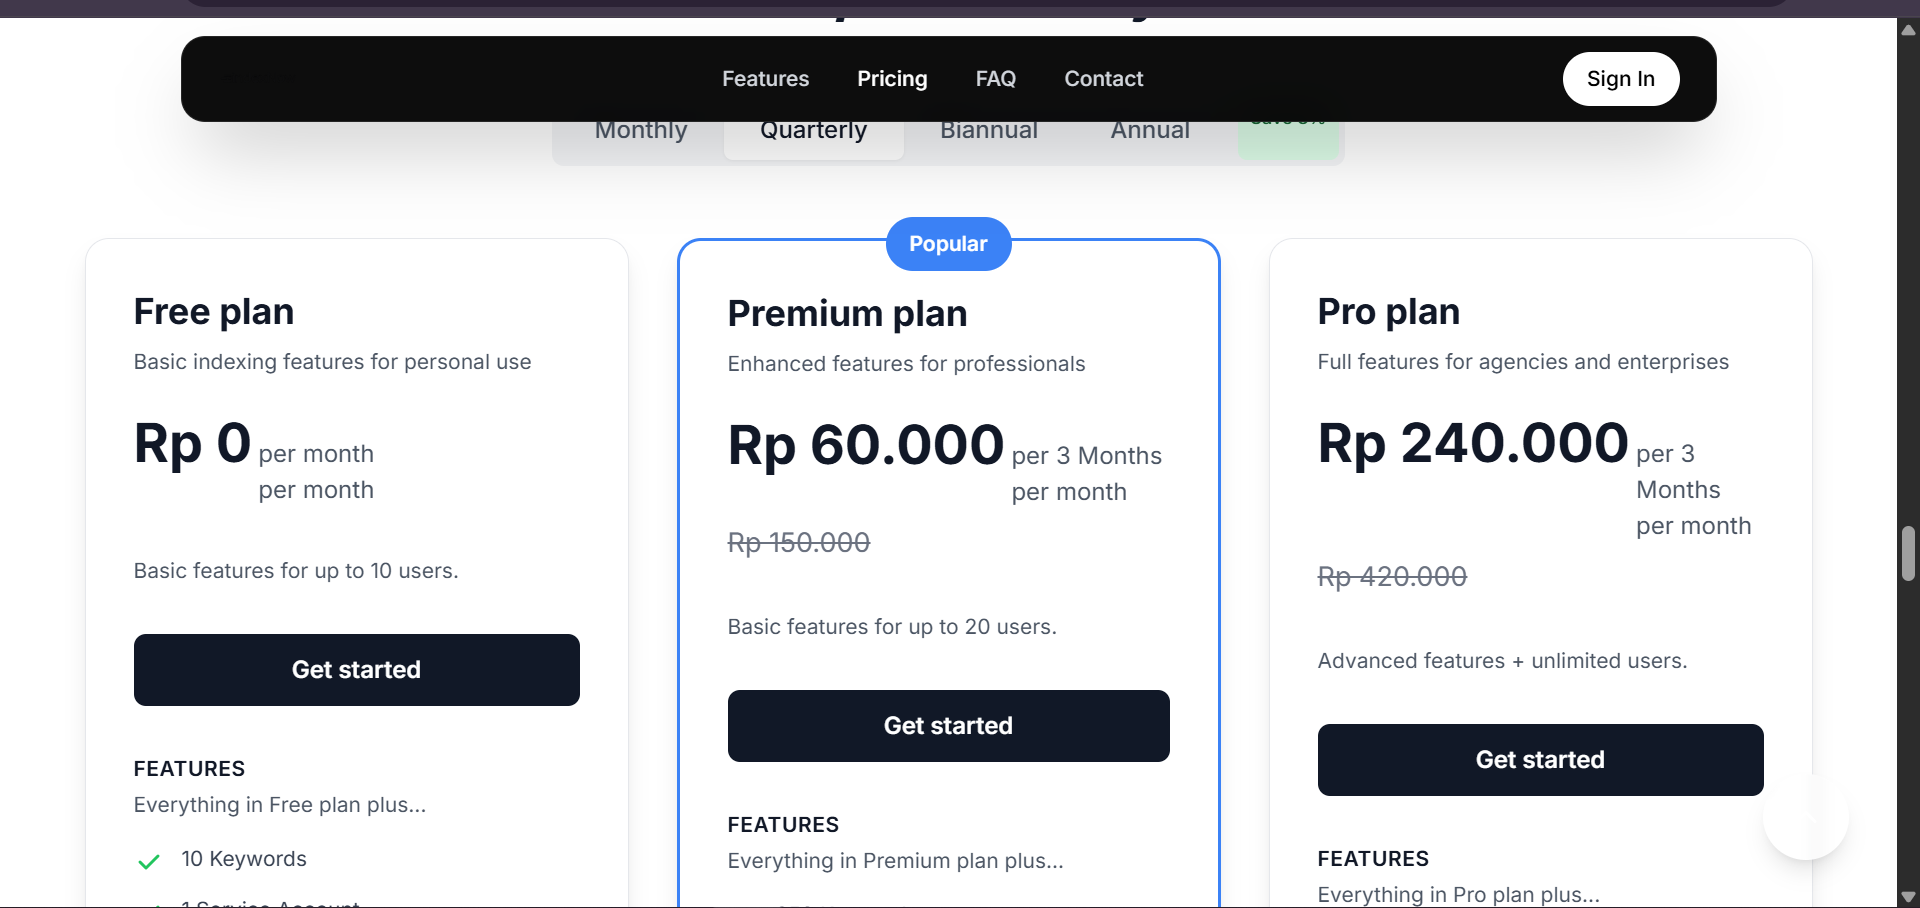 Features
Pricing
FAQ
Contact
Sign In
Monthly
Quarterly
Biannual
Annual
Free plan
Basic indexing features for personal use
Rp 0 per month
per month
Basic features for up to 10 users.
Get started
FEATURES
Everything in Free plan plus...
10 Keywords
1 Service Account
Popular
Premium plan
Enhanced features for professionals
Rp 60.000 per 3 Months
per month
Rp 150.000
Basic features for up to 20 users.
Get started
FEATURES
Everything in Premium plan plus...
Pro plan
Full features for agencies and enterprises
Rp 240.000 per 3
Months
per month
Rp 420.000
Advanced features + unlimited users.
Get started
FEATURES
Everything in Pro plan plus...